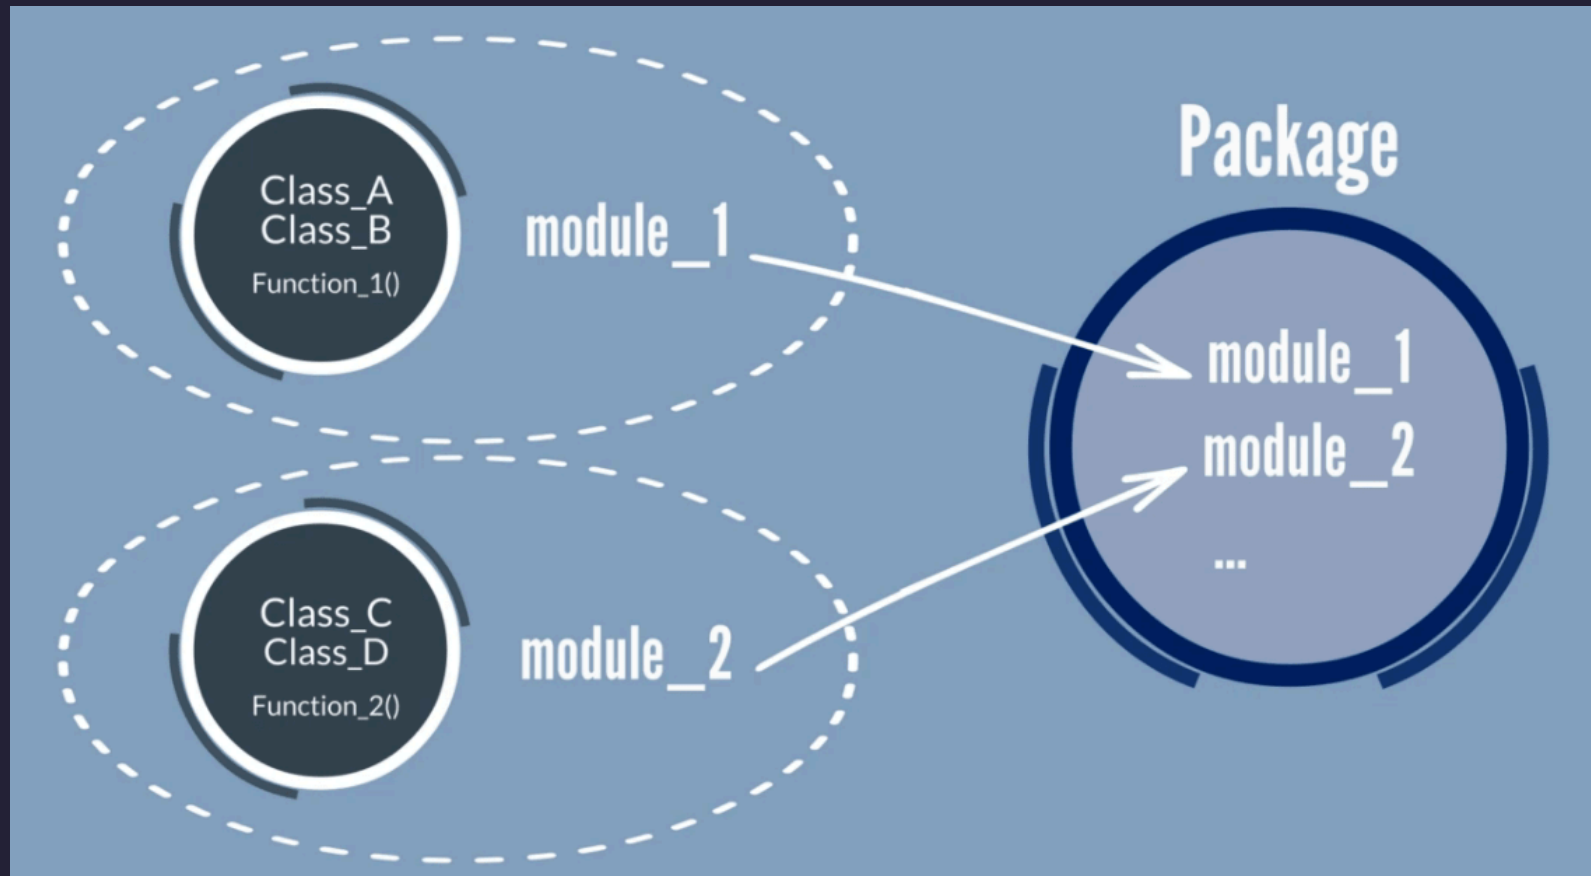 Class_A
Class_B
Function_1()
module_1
Class_C
Class_D
Function_2()
module_2
Package
module_1
module_2
...